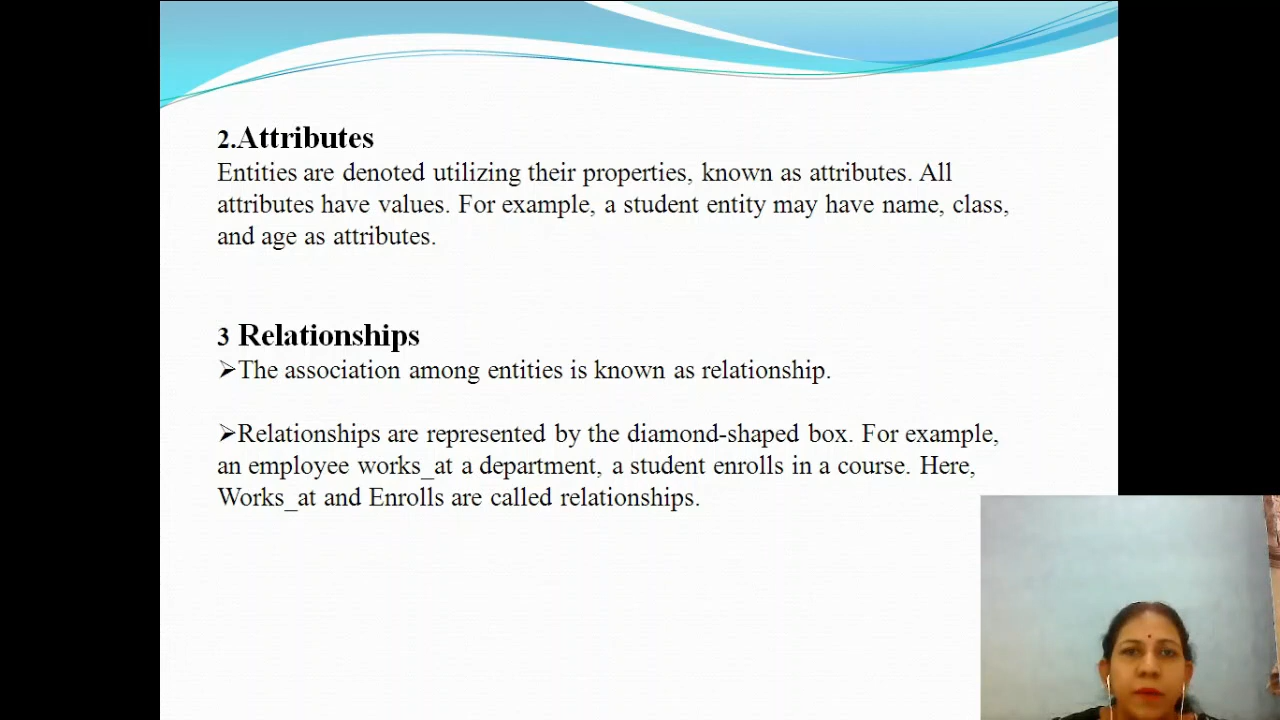 2.Attributes
Entities are denoted utilizing their properties, known as attributes. All
attributes have values. For example, a student entity may have name, class,
and age as attributes.
3 Relationships
➢The association among entities is known as relationship.
➢Relationships are represented by the diamond-shaped box. For example,
an employee works_at a department, a student enrolls in a course. Here,
Works_at and Enrolls are called relationships.